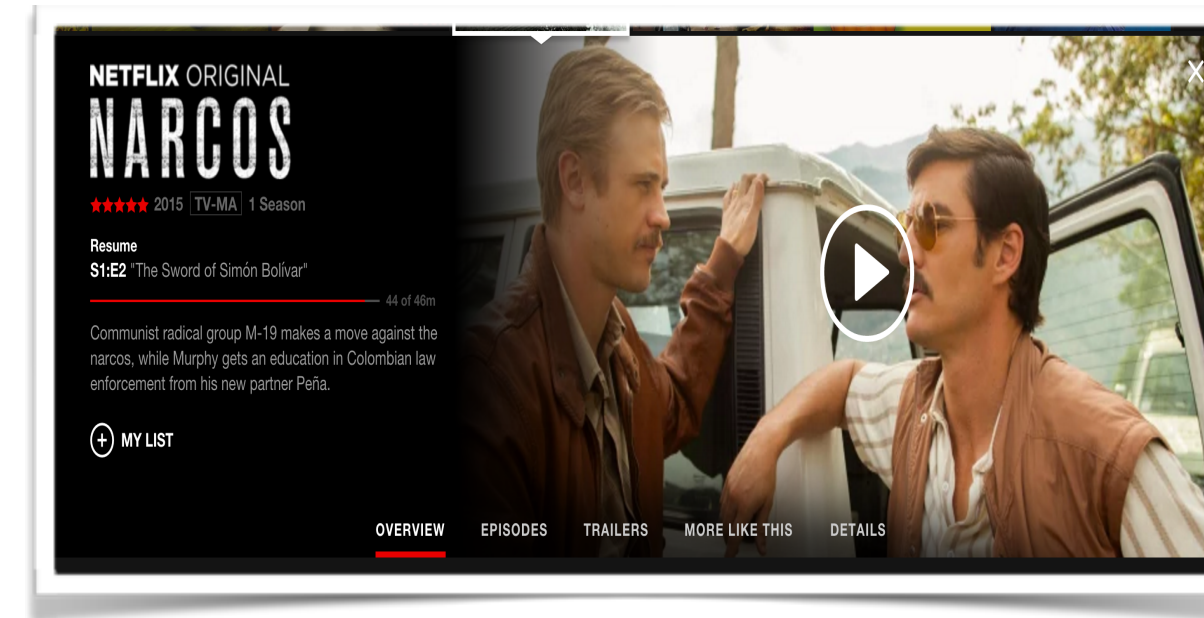 NETFLIX ORIGINAL
NARCOS
2015 TV-MA 1 Season
Resume
S1:E2 "The Sword of Simón Bolívar"
44 of 46m
Communist radical group M-19 makes a move against the
narcos, while Murphy gets an education in Colombian law
enforcement from his new partner Peña.
+ MY LIST
OVERVIEW EPISODES TRAILERS MORE LIKE THIS DETAILS
X